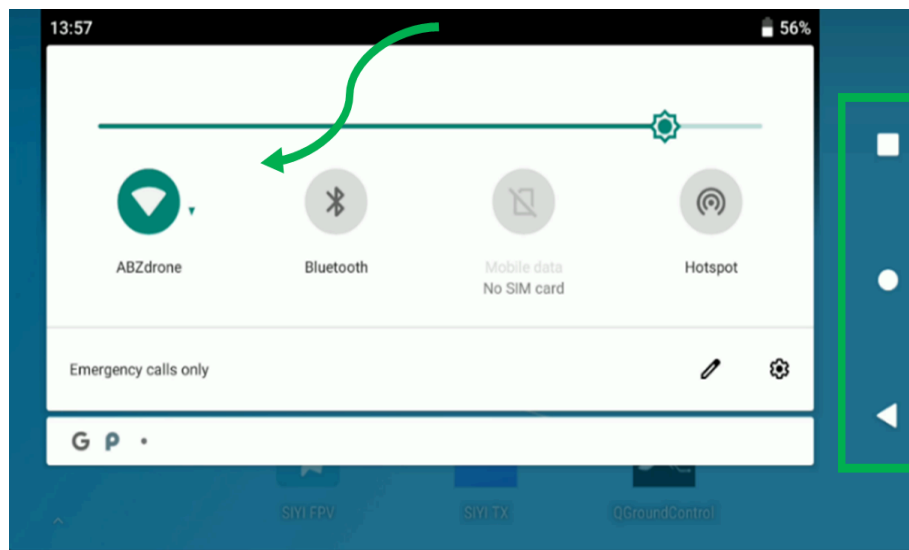 13:57
56%
ABZdrone
Bluetooth
Mobile data
Hotspot
No SIM card
Emergency calls only
G P
SIYI FPV
SIYI TX
QGroundControl